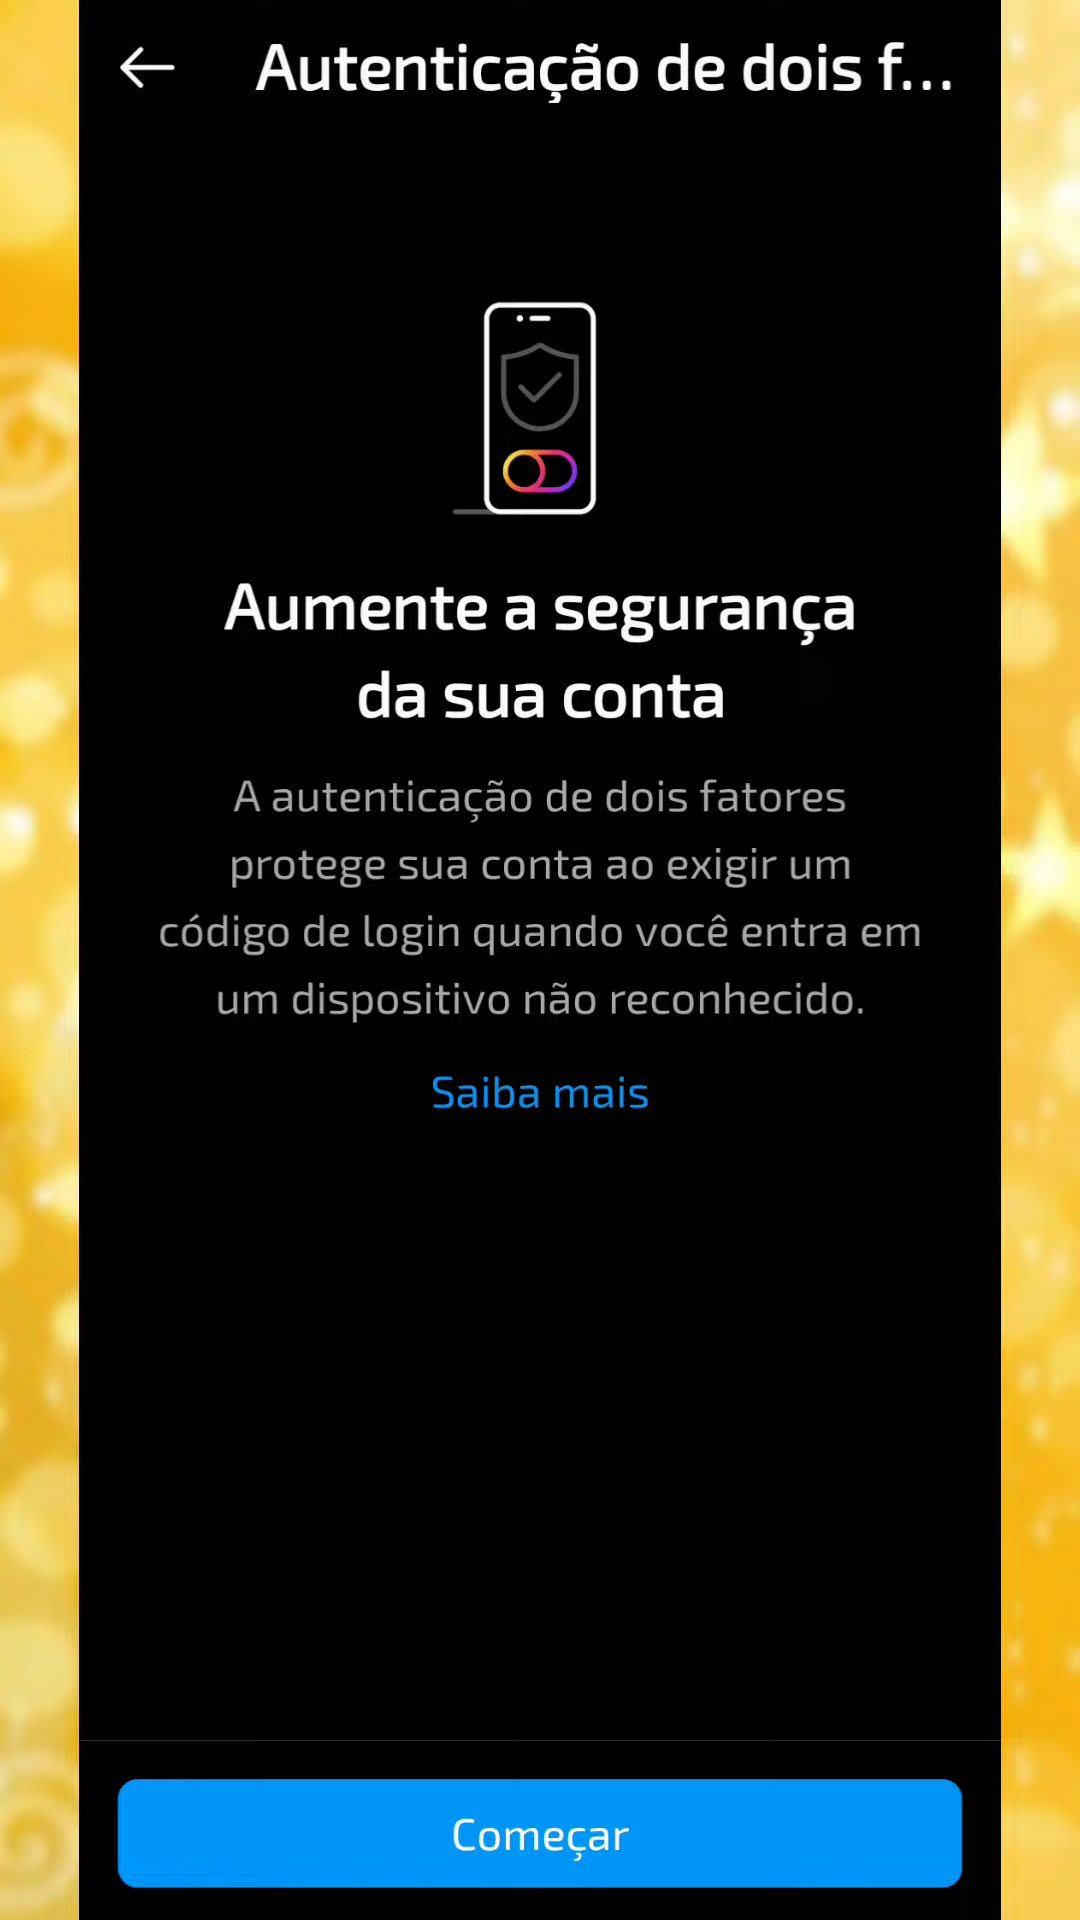 Autenticação de dois f...
Aumente a segurança
da sua conta
A autenticação de dois fatores
protege sua conta ao exigir um
código de login quando você entra em
um dispositivo não reconhecido.
Saiba mais
Começar